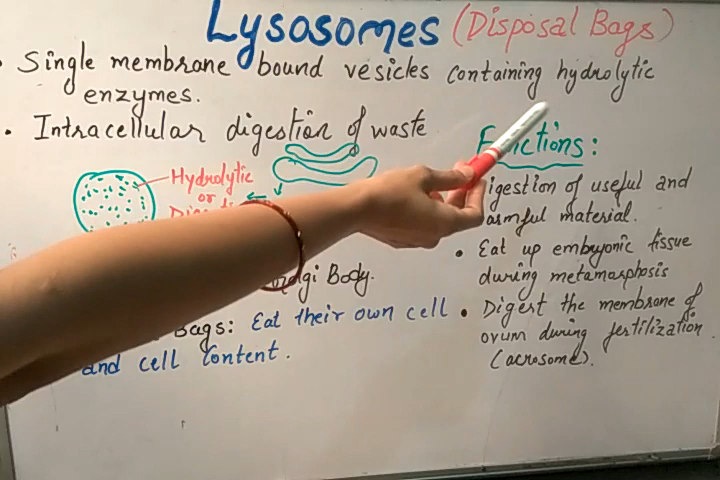 Lysosomes (Disposal Bags)
• Single membrane bound vesicles containing hydrolytic
enzymes.
• Intracellular digestion of waste
Hydrolytic
or
Functions:
igestion of useful and
armful material.
• Eat up embryonic tissue
during metamorphosis
• Digest the membrane of
ovum during fertilization
(acrosome).
Body.
Bags: Eat their own cell
and cell content.